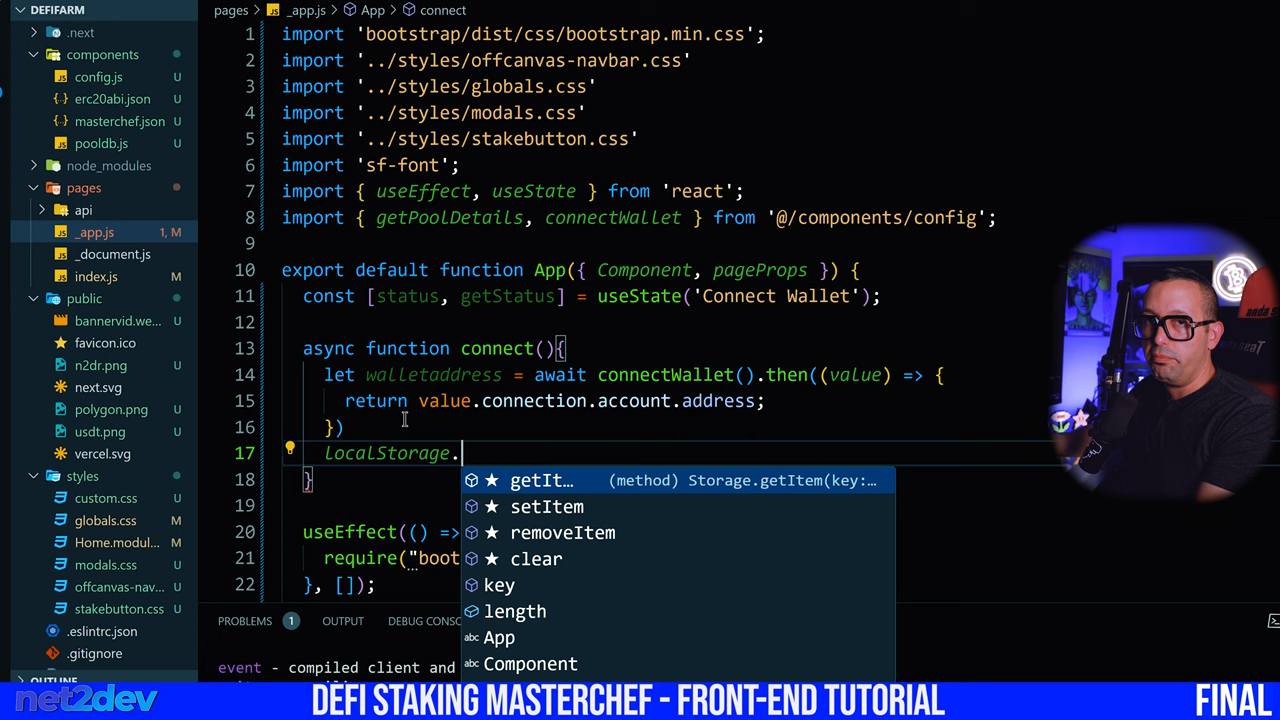 DEFIFARM
.next
components
config.js U
erc20abi.json U
masterchef.json U
pooldb.js U
node_modules
pages
api
_app.js 1, M
_document.js
index.js M
public
bannervid.we... U
favicon.ico
n2dr.png U
next.svg
polygon.png U
usdt.png U
vercel.svg
styles
custom.css U
globals.css M
Home.modul... M
modals.css U
offcanvas-nav... U
stakebutton.css U
.eslintrc.json
.gitignore
OUTLINE
pages > _app.js > App > connect
1 import 'bootstrap/dist/css/bootstrap.min.css';
2 import '../styles/offcanvas-navbar.css'
3 import '../styles/globals.css'
4 import '../styles/modals.css'
5 import '../styles/stakebutton.css'
6 import 'sf-font';
7 import { useEffect, useState } from 'react';
8 import { getPoolDetails, connectWallet } from '@/components/config';
9
10 export default function App({ Component, pageProps }) {
11 const [status, getStatus] = useState('Connect Wallet');
12
13 async function connect(){
14 let walletaddress = await connectWallet().then((value) => {
15 return value.connection.account.address;
16 })
17 localStorage.
18 }
19
20 useEffect(() =>
21 require("boot
22 }, []);
getIt... (method) Storage.getItem(key:...
setItem
removeItem
clear
key
length
abc App
abc Component
PROBLEMS 1 OUTPUT DEBUG CONSO
event - compiled client and
net2dev
DEFI STAKING MASTERCHEF - FRONT-END TUTORIAL
FINAL